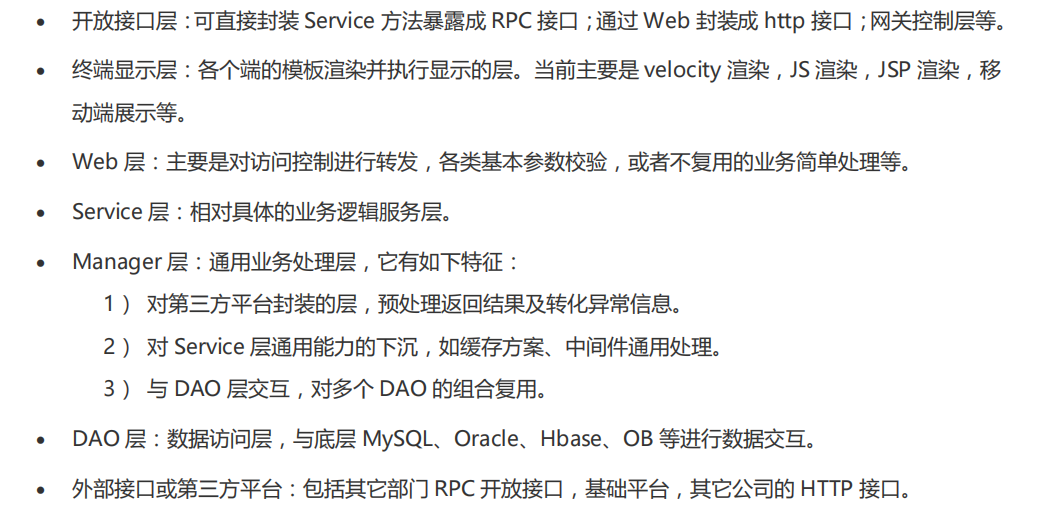 • 开放接口层：可直接封装 Service 方法暴露成 RPC 接口；通过 Web 封装成 http 接口；网关控制层等。
• 终端显示层：各个端的模板渲染并执行显示的层。当前主要是 velocity 渲染，JS 渲染，JSP 渲染，移
动端展示等。
• Web 层：主要是对访问控制进行转发，各类基本参数校验，或者不复用的业务简单处理等。
• Service 层：相对具体的业务逻辑服务层。
• Manager 层：通用业务处理层，它有如下特征：
1） 对第三方平台封装的层，预处理返回结果及转化异常信息。
2） 对 Service 层通用能力的下沉，如缓存方案、中间件通用处理。
3） 与 DAO 层交互，对多个 DAO 的组合复用。
• DAO 层：数据访问层，与底层 MySQL、Oracle、Hbase、OB 等进行数据交互。
• 外部接口或第三方平台：包括其它部门 RPC 开放接口，基础平台，其它公司的 HTTP 接口。